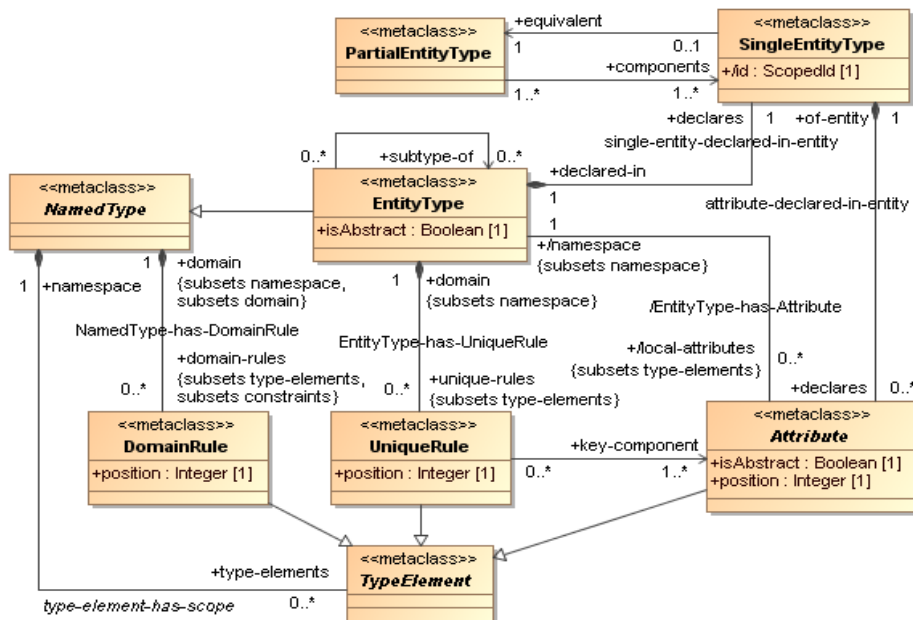 <<metaclass>>
PartialEntityType
+equivalent
1
0..1
+components
1..*
1..*
<<metaclass>>
SingleEntityType
+/id : ScopedId [1]
+declares
1
+of-entity
1
single-entity-declared-in-entity
0..*
+subtype-of
0..*
+declared-in
1
attribute-declared-in-entity
<<metaclass>>
NamedType
<<metaclass>>
EntityType
+isAbstract : Boolean [1]
1
+/namespace
{subsets namespace}
1
+namespace
1
+domain
{subsets namespace,
subsets domain}
1
+domain
{subsets namespace}
NamedType-has-DomainRule
EntityType-has-UniqueRule
/EntityType-has-Attribute
+domain-rules
{subsets type-elements,
subsets constraints}
0..*
+unique-rules
{subsets type-elements}
0..*
+/local-attributes
{subsets type-elements}
0..*
+declares
0..*
<<metaclass>>
DomainRule
+position : Integer [1]
<<metaclass>>
UniqueRule
+position : Integer [1]
+key-component
0..*
1..*
<<metaclass>>
Attribute
+isAbstract : Boolean [1]
+position : Integer [1]
<<metaclass>>
TypeElement
+type-elements
0..*
type-element-has-scope